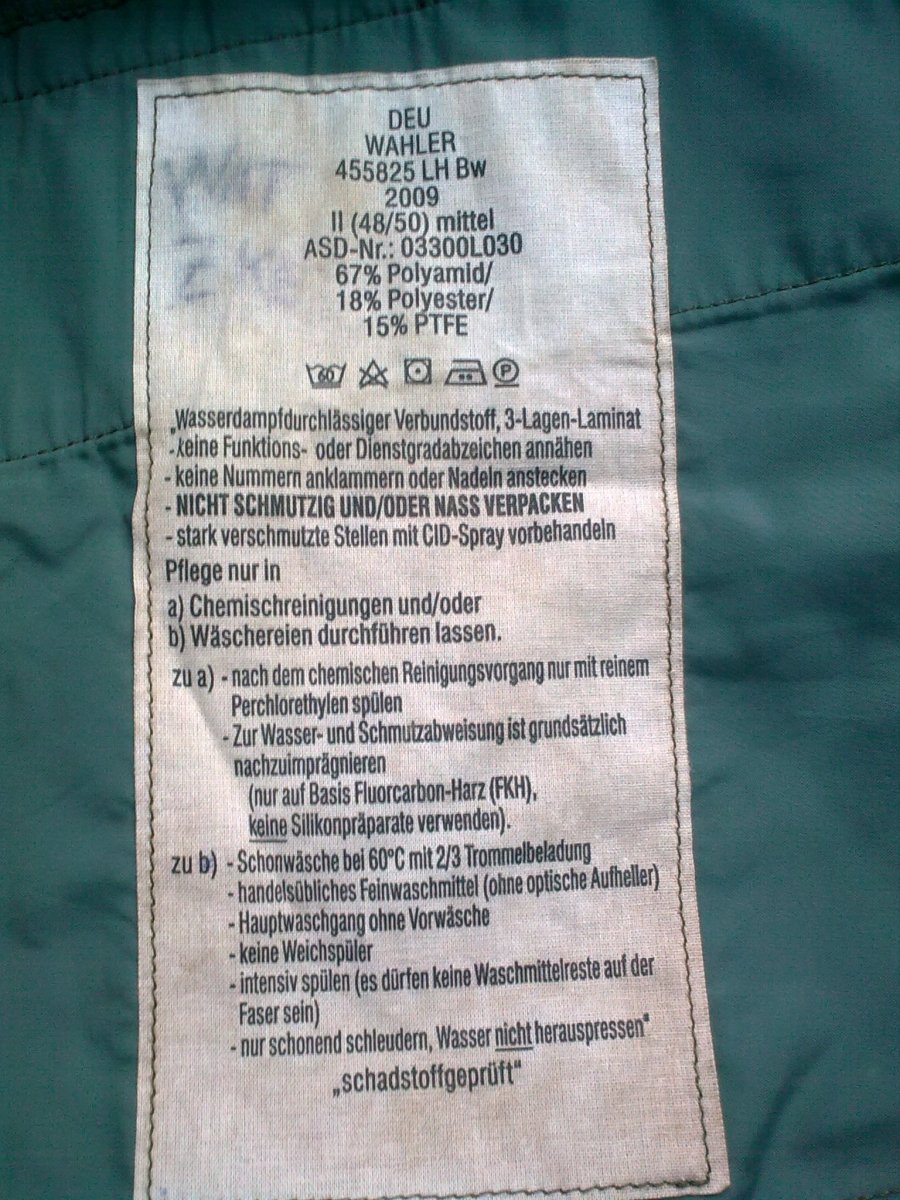 DEU
WAHLER
455825 LH Bw
2009
II (48/50) mittel
ASD-Nr.: 03300L030
67% Polyamid/
18% Polyester/
15% PTFE
60 P
„Wasserdampfdurchlässiger Verbundstoff, 3-Lagen-Laminat
-keine Funktions- oder Dienstgradabzeichen annähen
- keine Nummern anklammern oder Nadeln anstecken
- NICHT SCHMUTZIG UND/ODER NASS VERPACKEN
- stark verschmutzte Stellen mit CID-Spray vorbehandeln
Pflege nur in
a) Chemischreinigungen und/oder
b) Wäschereien durchführen lassen.
zu a) - nach dem chemischen Reinigungsvorgang nur mit reinem
Perchlorethylen spülen
- Zur Wasser- und Schmutzabweisung ist grundsätzlich
nachzuimprägnieren
(nur auf Basis Fluorcarbon-Harz (FKH),
keine Silikonpräparate verwenden).
zu b) - Schonwäsche bei 60°C mit 2/3 Trommelbeladung
- handelsübliches Feinwaschmittel (ohne optische Aufheller)
- Hauptwaschgang ohne Vorwäsche
- keine Weichspüler
- intensiv spülen (es dürfen keine Waschmittelreste auf der
Faser sein)
- nur schonend schleudern, Wasser nicht herauspressen"
„schadstoffgeprüft"